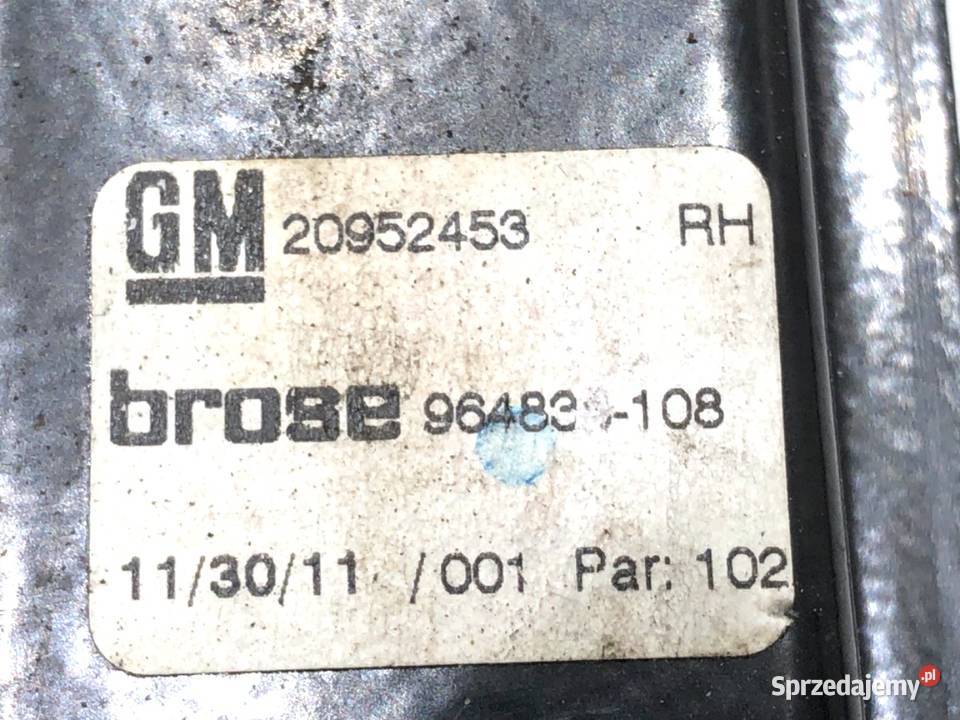 GM 20952453 RH
brose
11/30/11 /001 Par: 102
Sprzedajemy.pl